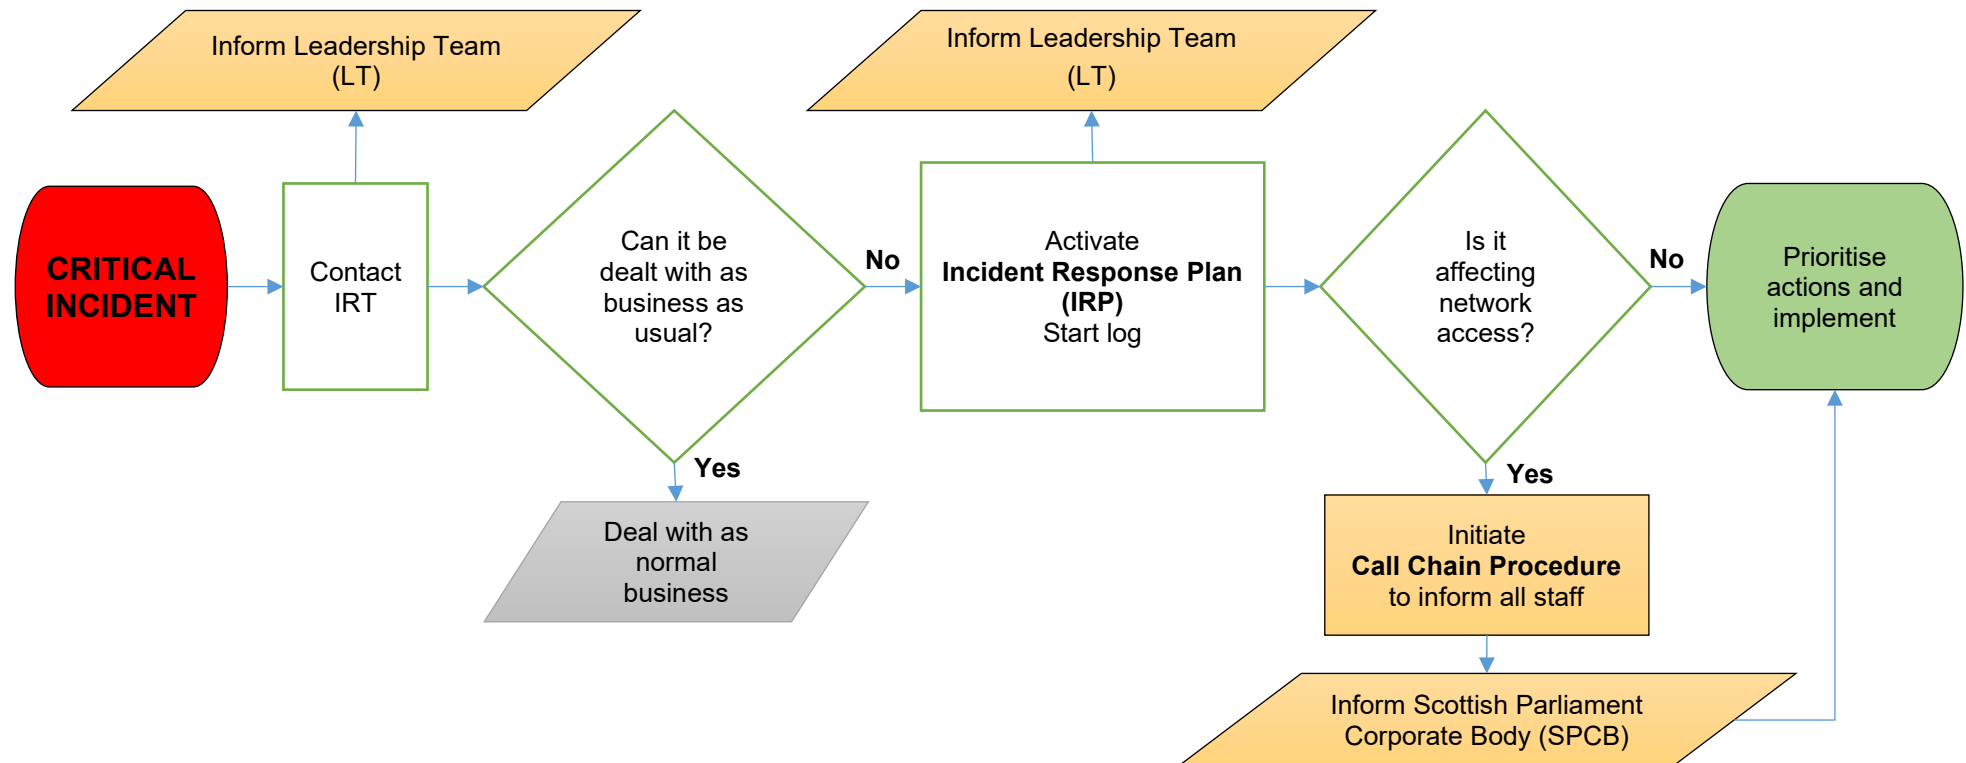 Inform Leadership Team
(LT)
Inform Leadership Team
(LT)
CRITICAL
INCIDENT
Contact
IRT
Can it be
dealt with as
business as
usual?
No
Activate
Incident Response Plan
(IRP)
Start log
Is it
affecting
network
access?
No
Prioritise
actions and
implement
Yes
Deal with as
normal
business
Yes
Initiate
Call Chain Procedure
to inform all staff
Inform Scottish Parliament
Corporate Body (SPCB)